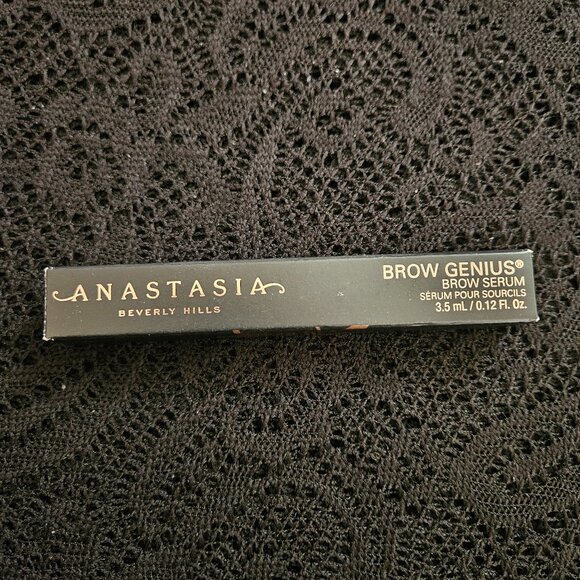 ANASTASIA
BEVERLY HILLS
BROW GENIUS®
BROW SERUM
SÉRUM POUR SOURCILS
3.5 mL / 0.12 Fl. Oz.